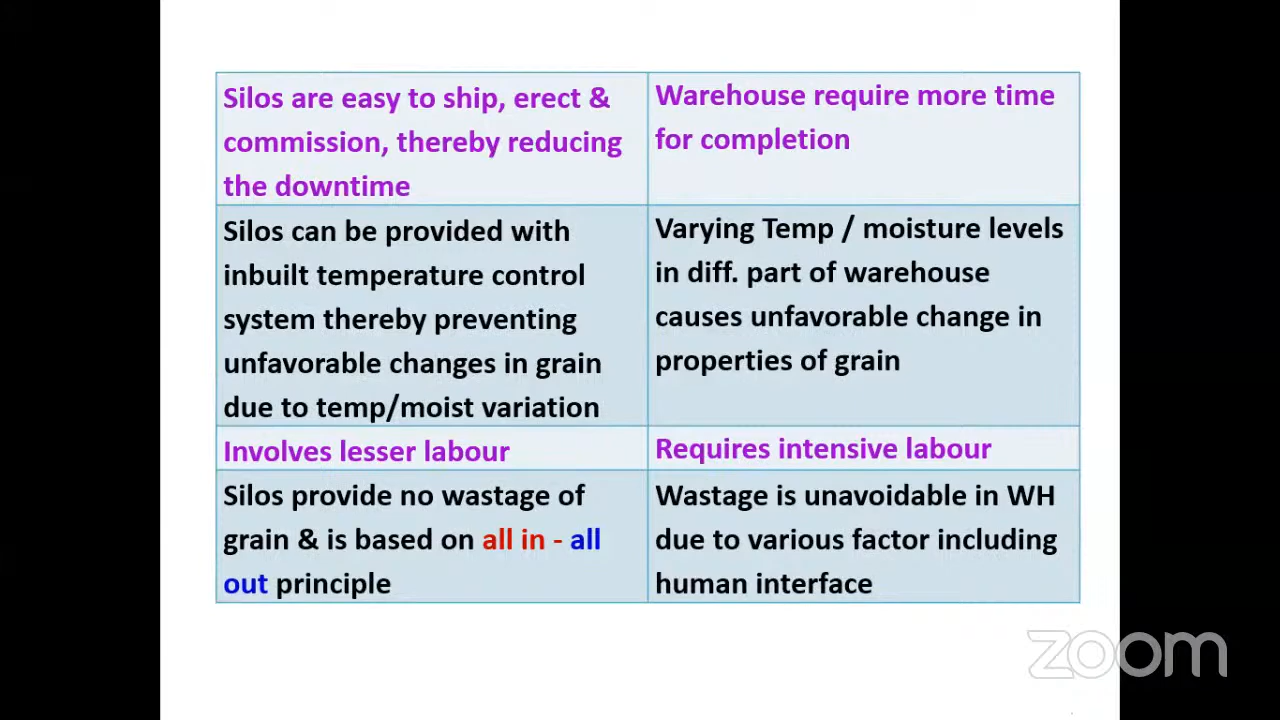 Silos are easy to ship, erect &
commission, thereby reducing
the downtime
Warehouse require more time
for completion
Silos can be provided with
inbuilt temperature control
system thereby preventing
unfavorable changes in grain
due to temp/moist variation
Varying Temp / moisture levels
in diff. part of warehouse
causes unfavorable change in
properties of grain
Involves lesser labour
Requires intensive labour
Silos provide no wastage of
grain & is based on all in - all
out principle
Wastage is unavoidable in WH
due to various factor including
human interface
zoom